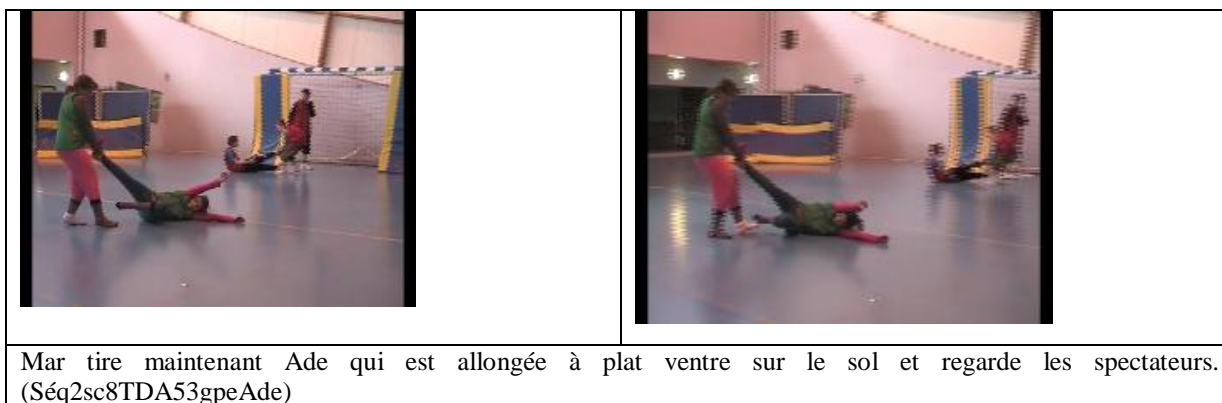 Mar tire maintenant Ade qui est allongée à plat ventre sur le sol et regarde les spectateurs.
(Séq2sc8TDA53gpeAde)